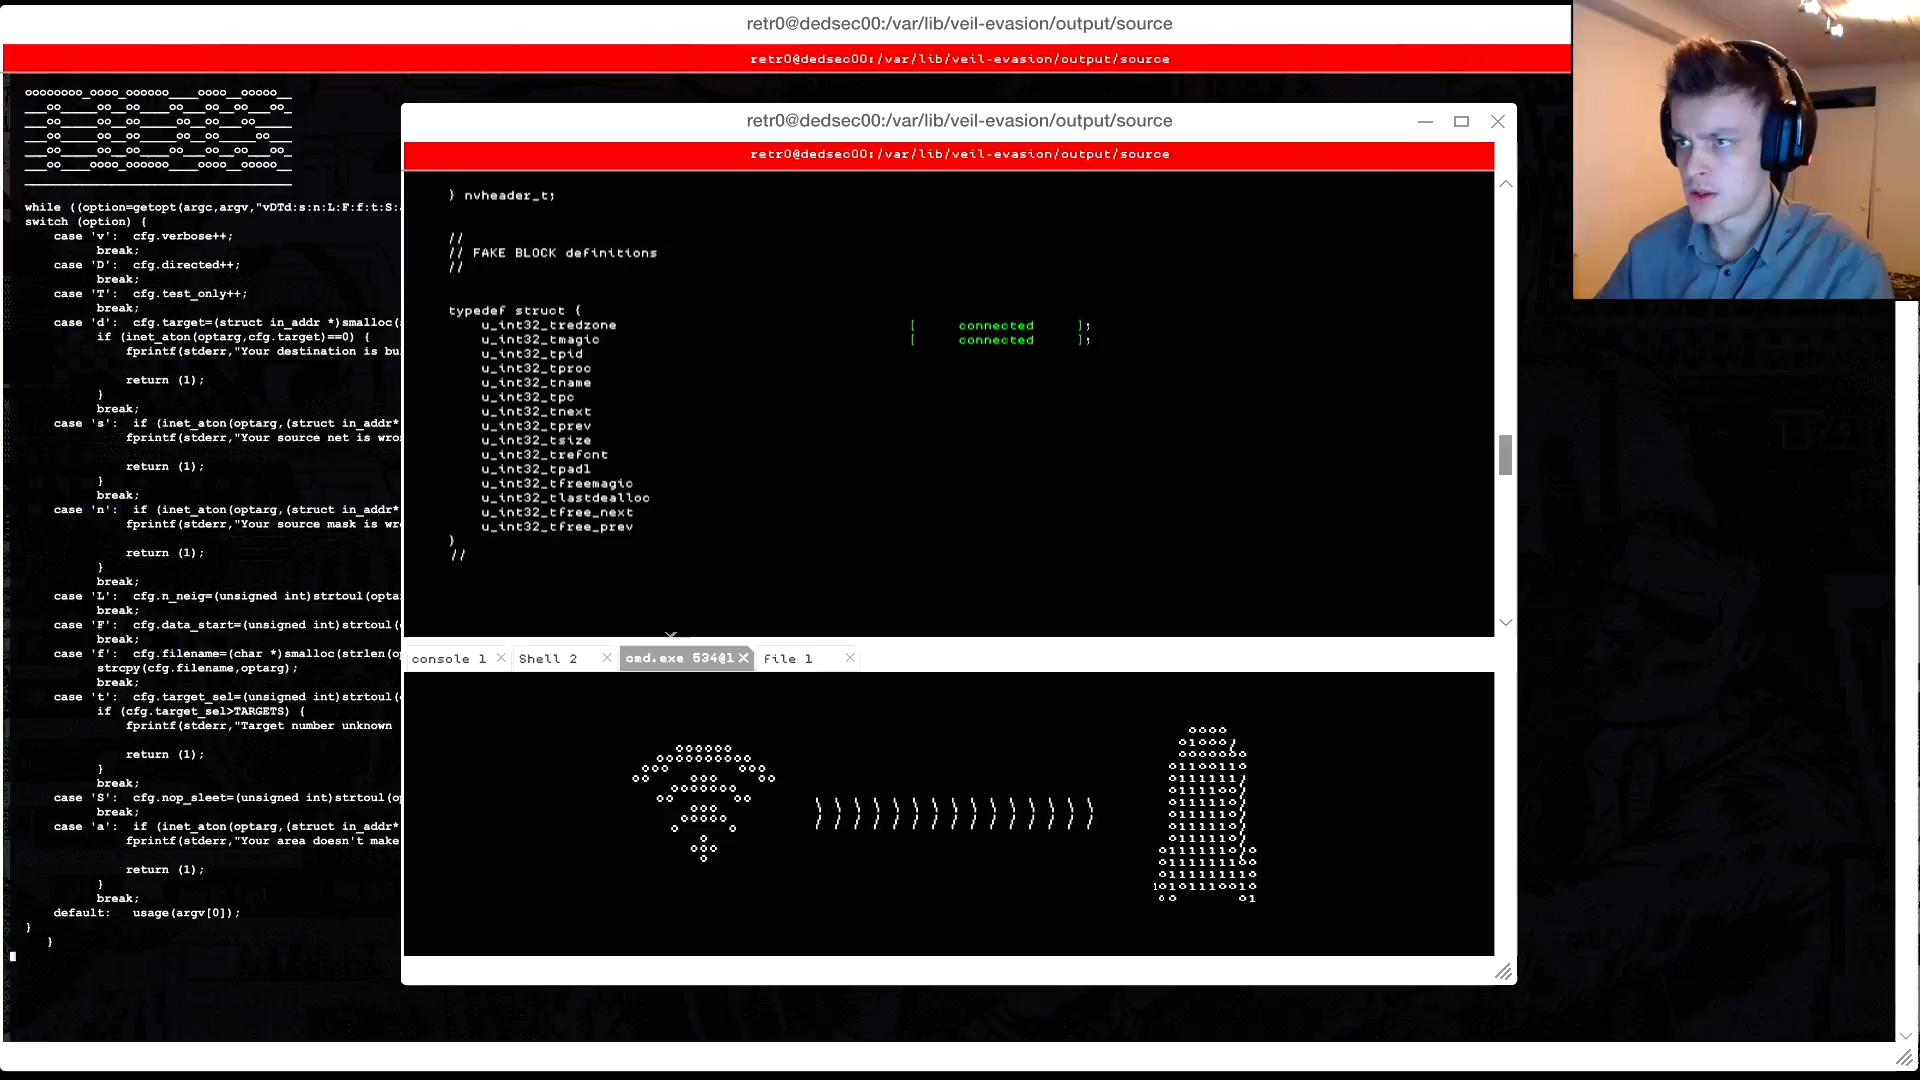 retr0@dedsec00:/var/lib/veil-evasion/output/source
retr0@dedsec00:/var/lib/veil-evasion/output/source
while ((option=getopt(argc,argv,"vDTd:s:n:L:F:f:t:S:
switch (option) {
case 'v': cfg.verbose++;
break;
case 'D': cfg.directed++;
break;
case 'T': cfg.test_only++;
break;
case 'd': cfg.target=(struct in_addr *)smalloc(
if (inet_aton(optarg,cfg.target)==0) {
fprintf(stderr,"Your destination is bu
return (1);
}
break;
case 's': if (inet_aton(optarg,(struct in_addr*
fprintf(stderr,"Your source net is wro
return (1);
}
break;
case 'n': if (inet_aton(optarg,(struct in_addr*
fprintf(stderr,"Your source mask is wr
return (1);
}
break;
case 'L': cfg.n_neig=(unsigned int)strtoul(opta
break;
case 'F': cfg.data_start=(unsigned int)strtoul(
break;
case 'f': cfg.filename=(char *)smalloc(strlen(o
strcpy(cfg.filename,optarg);
break;
case 't': cfg.target_sel=(unsigned int)strtoul(
if (cfg.target_sel>TARGETS) {
fprintf(stderr,"Target number unknown
return (1);
}
break;
case 'S': cfg.nop_sleet=(unsigned int)strtoul(o
break;
case 'a': if (inet_aton(optarg,(struct in_addr*
fprintf(stderr,"Your area doesn't make
return (1);
}
break;
default: usage(argv[0]);
}
}
retr0@dedsec00:/var/lib/veil-evasion/output/source
retr0@dedsec00:/var/lib/veil-evasion/output/source
} nvheader_t;
//
// FAKE BLOCK definitions
//
typedef struct {
u_int32_tredzone [ connected ];
u_int32_tmagic [ connected ];
u_int32_tpid
u_int32_tproc
u_int32_tname
u_int32_tpc
u_int32_tnext
u_int32_tprev
u_int32_tsize
u_int32_trefcnt
u_int32_tpad1
u_int32_tfreemagic
u_int32_tlastdealloc
u_int32_tfree_next
u_int32_tfree_prev
}
//
console 1
Shell 2
cmd.exe 534@1
File 1